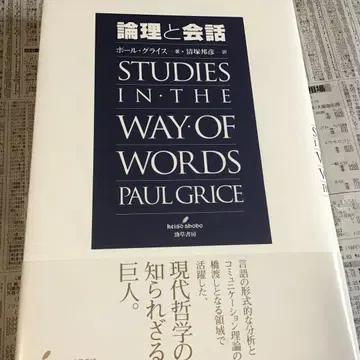 論理と会話
ポール・グライス 著・清塚邦彦 訳
STUDIES
IN·THE
WAY·OF
WORDS
PAUL GRICE
keiso shobo
勁草書房
言語の形式的な分析と
コミュニケーション理論の
橋渡しとなる領域で
活躍した、
現代哲学の
知られざる
巨人。